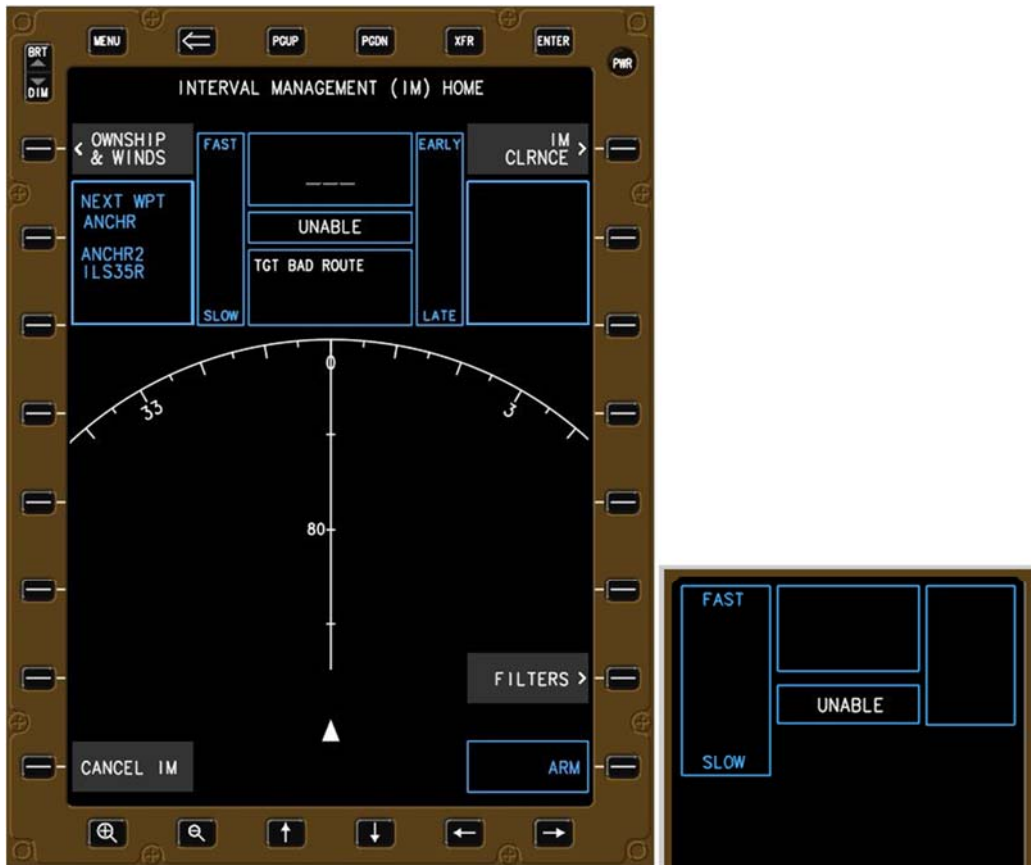 MENU
PGUP
PGDN
XFR
ENTER
BRT
DIM
PWR
INTERVAL MANAGEMENT (IM) HOME
< OWNSHIP
& WINDS
FAST
___
EARLY
IM >
CLRNCE
NEXT WPT
ANCHR
ANCHR2
ILS35R
UNABLE
TGT BAD ROUTE
SLOW
LATE
33
0
3
80
FILTERS >
CANCEL IM
ARM
FAST
UNABLE
SLOW